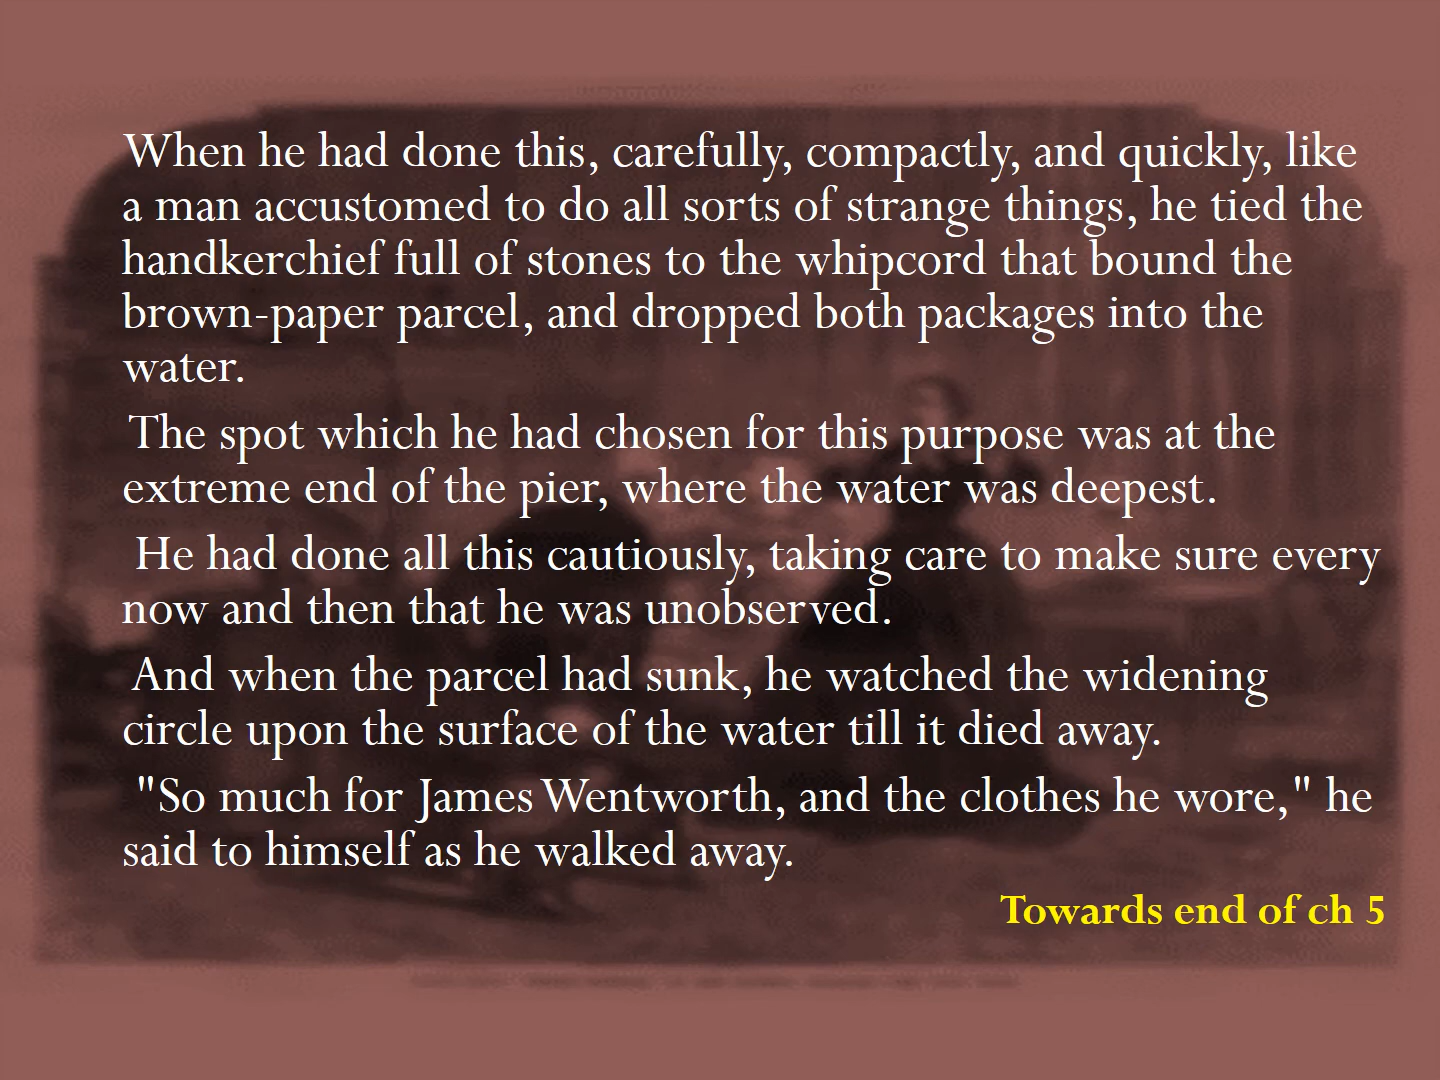 When he had done this, carefully, compactly, and quickly, like
a man accustomed to do all sorts of strange things, he tied the
handkerchief full of stones to the whipcord that bound the
brown-paper parcel, and dropped both packages into the
water.
The spot which he had chosen for this purpose was at the
extreme end of the pier, where the water was deepest.
He had done all this cautiously, taking care to make sure every
now and then that he was unobserved.
And when the parcel had sunk, he watched the widening
circle upon the surface of the water till it died away.
"So much for James Wentworth, and the clothes he wore," he
said to himself as he walked away.
Towards end of ch 5